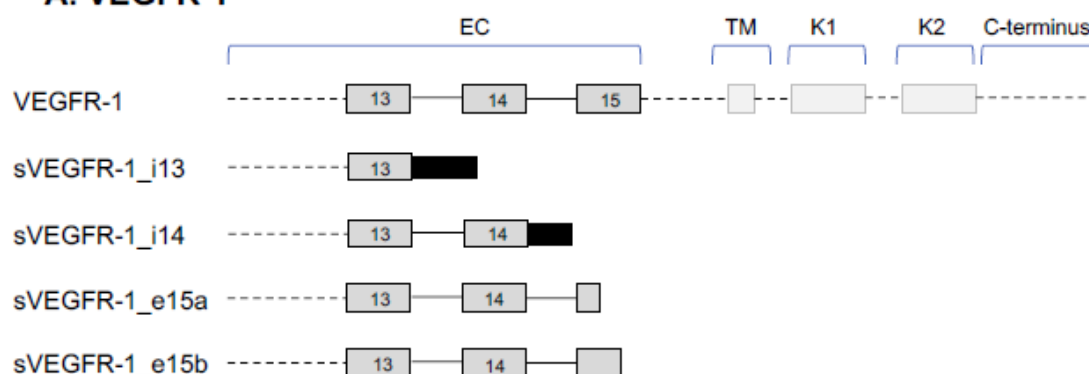 A. VEGFR-1
EC TM K1 K2 C-terminus
VEGFR-1 13 14 15
sVEGFR-1_i13 13
sVEGFR-1_i14 13 14
sVEGFR-1_e15a 13 14
sVEGFR-1_e15b 13 14